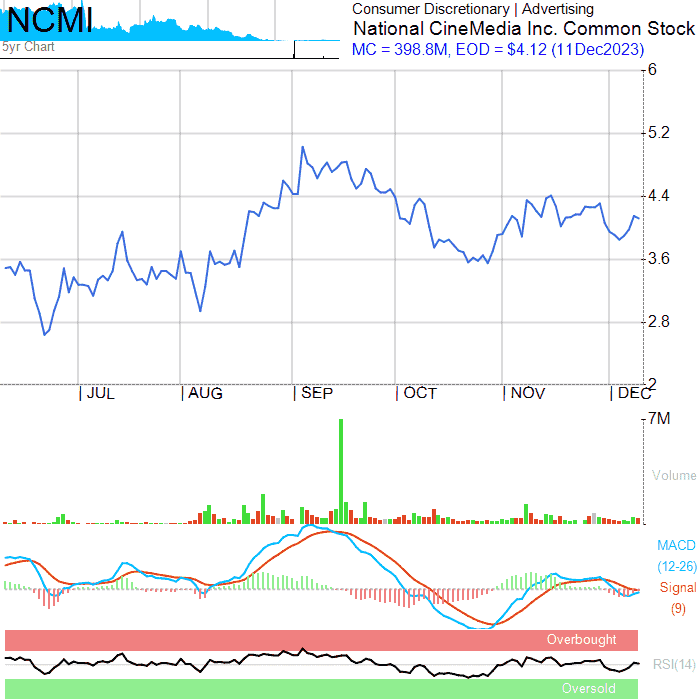 NCMI
5yr Chart
Consumer Discretionary | Advertising
National CineMedia Inc. Common Stock
MC = 398.8M, EOD = $4.12 (11Dec2023)
6
5.2
4.4
3.6
2.8
2
JUL
AUG
SEP
OCT
NOV
DEC
7M
Volume
MACD
(12-26)
Signal
(9)
Overbought
RSI(14)
Oversold